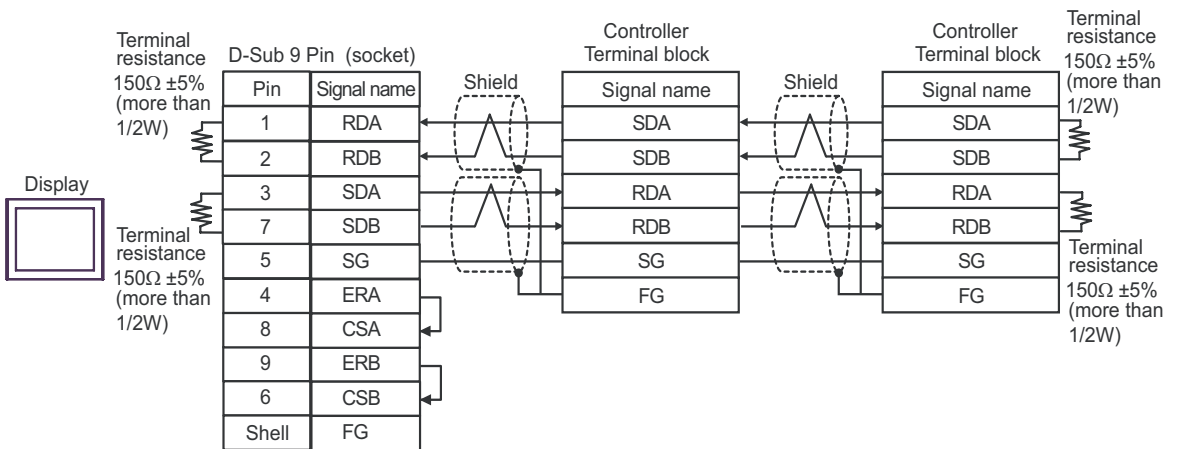 Terminal
resistance
150Ω ±5%
(more than
1/2W)
Display
Terminal
resistance
150Ω ±5%
(more than
1/2W)
D-Sub 9 Pin (socket)
Pin Signal name
1 RDA
2 RDB
3 SDA
7 SDB
5 SG
4 ERA
8 CSA
9 ERB
6 CSB
Shell FG
Shield
Controller
Terminal block
Signal name
SDA
SDB
RDA
RDB
SG
FG
Shield
Controller
Terminal block
Signal name
SDA
SDB
RDA
RDB
SG
FG
Terminal
resistance
150Ω ±5%
(more than
1/2W)
Terminal
resistance
150Ω ±5%
(more than
1/2W)